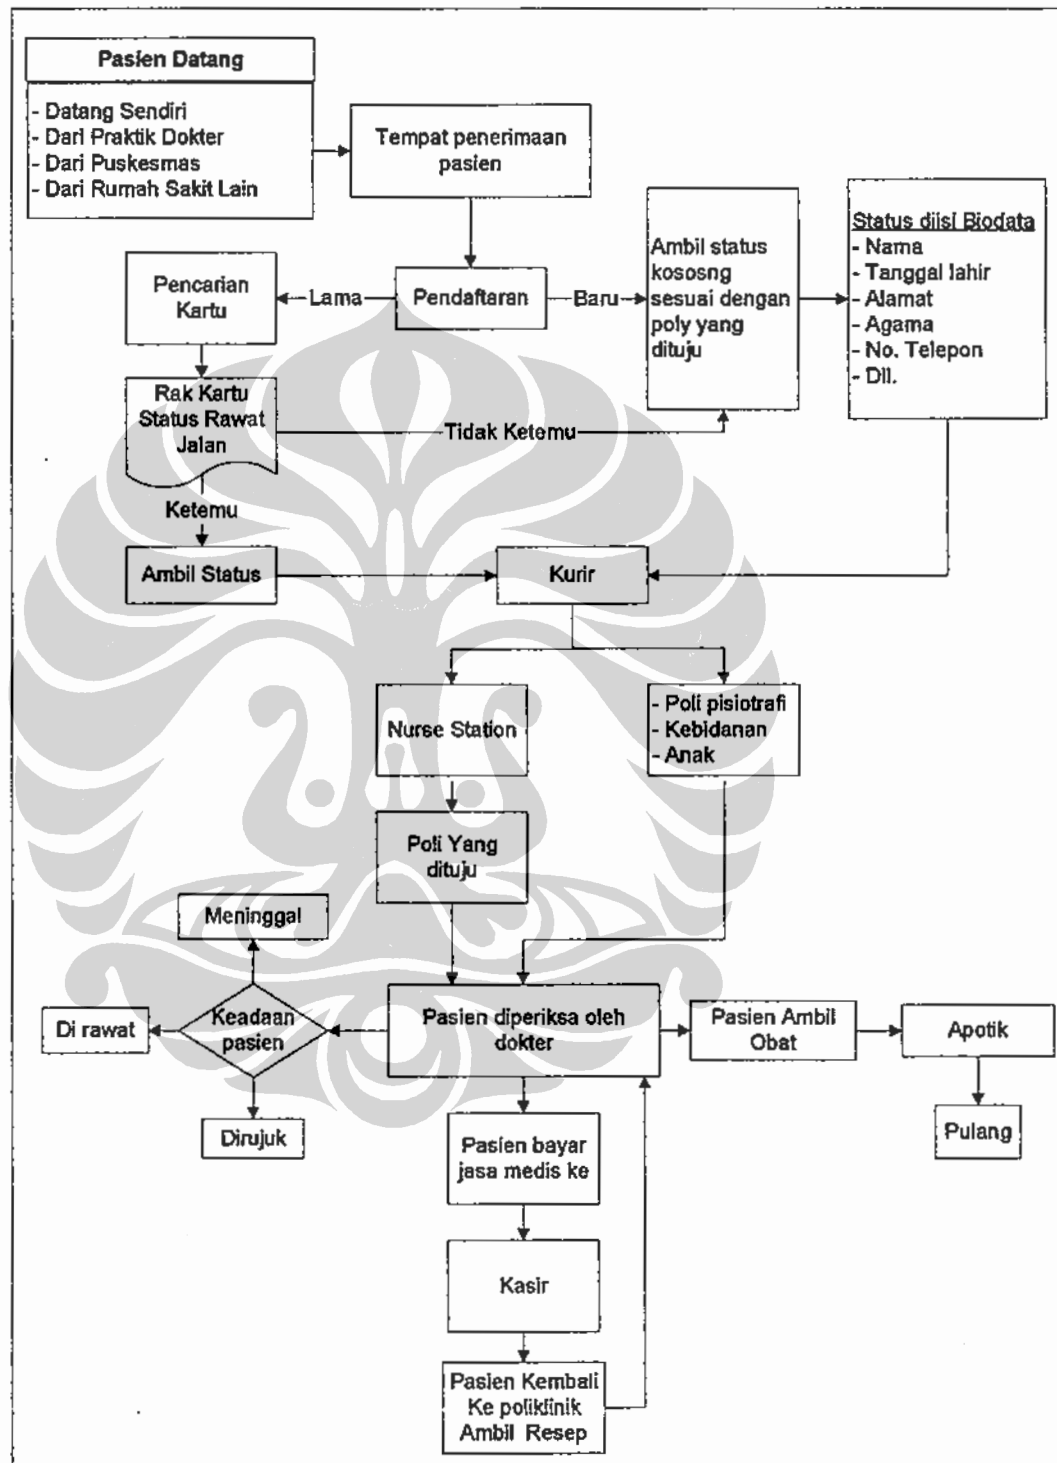 Pasien Datang
- Datang Sendiri
- Dari Praktik Dokter
- Dari Puskesmas
- Dari Rumah Sakit Lain
Tempat penerimaan
pasien
Pendaftaran
Lama
Baru
Pencarian
Kartu
Ambil status
kososng
sesuai dengan
poly yang
dituju
Status diisi Biodata
- Nama
- Tanggal lahir
- Alamat
- Agama
- No. Telepon
- Dll.
Rak Kartu
Status Rawat
Jalan
Tidak Ketemu
Ketemu
Ambil Status
Kurir
Nurse Station
- Poli pisiotrafi
- Kebidanan
- Anak
Poli Yang
dituju
Meninggal
Di rawat
Keadaan
pasien
Dirujuk
Pasien diperiksa oleh
dokter
Pasien Ambil
Obat
Apotik
Pulang
Pasien bayar
jasa medis ke
Kasir
Pasien Kembali
Ke poliklinik
Ambil Resep